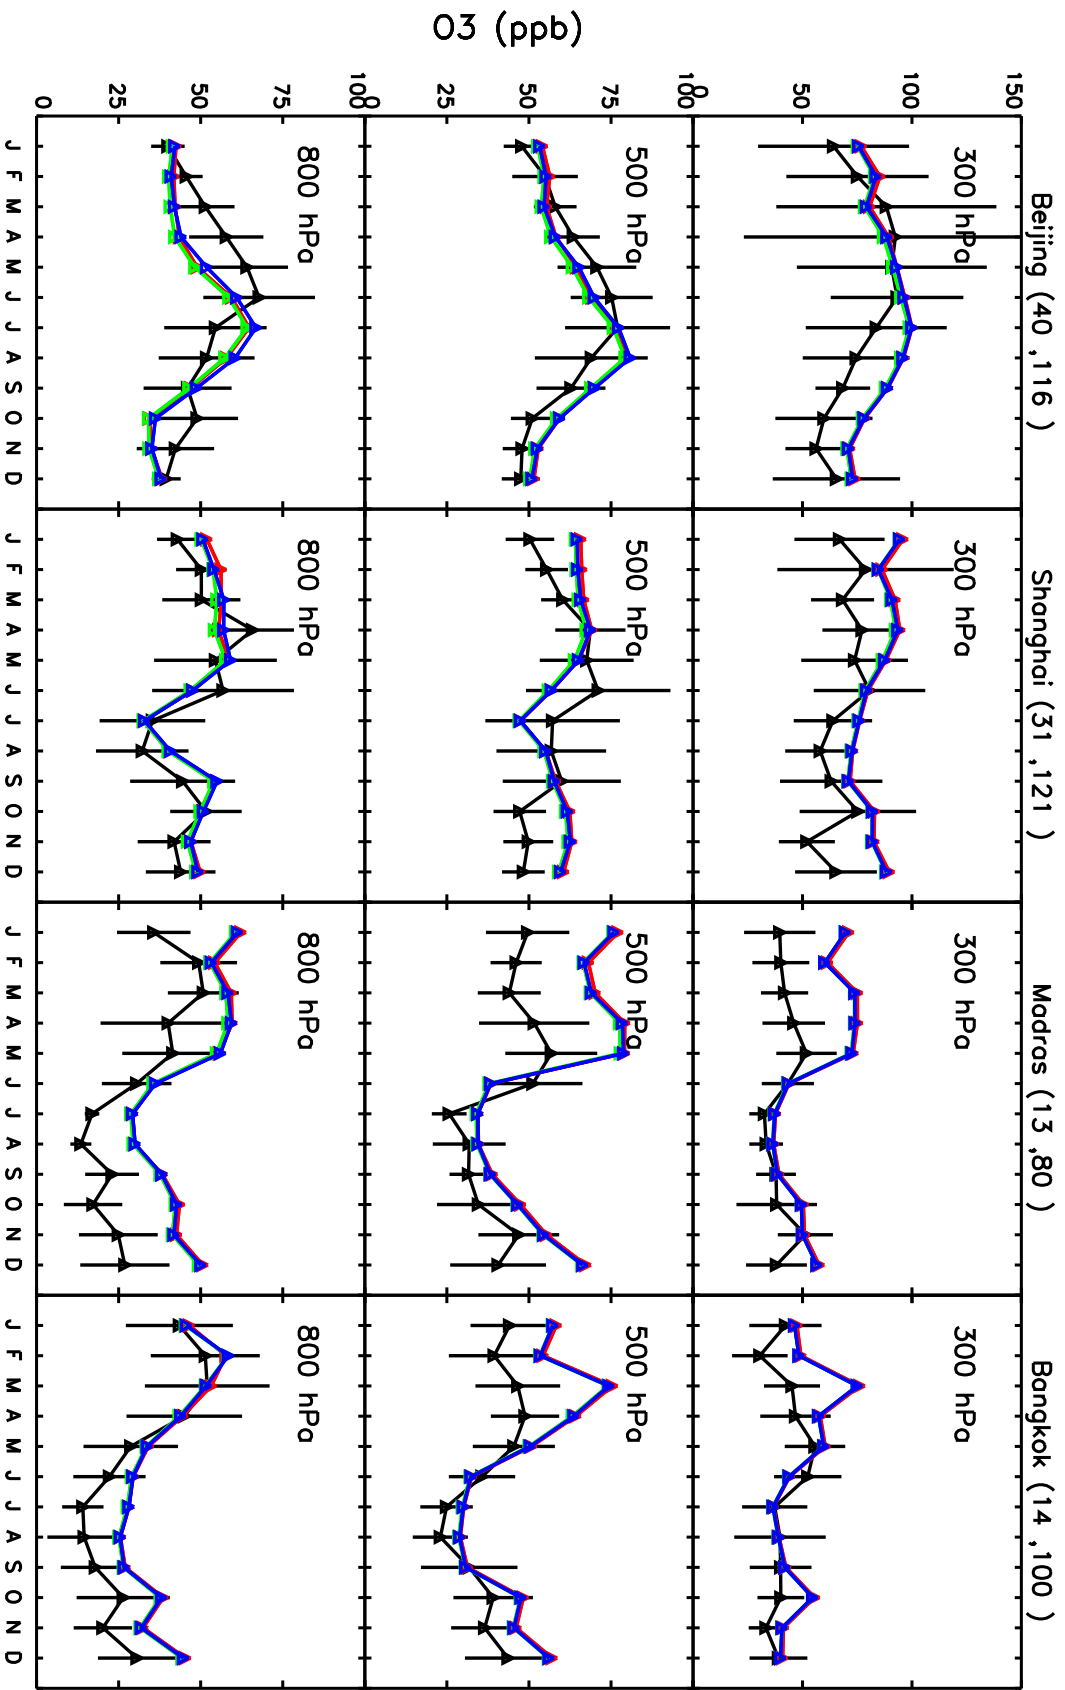 Beijing (40 ,116 )
Shanghai (31 ,121 )
Madras (13 ,80 )
Bangkok (14 ,100 )
O3 (ppb)
150
100
50
0
300 hPa
300 hPa
300 hPa
300 hPa
100
75
50
25
0
500 hPa
500 hPa
500 hPa
500 hPa
100
75
50
25
0
800 hPa
800 hPa
800 hPa
800 hPa
J F M A M J J A S O N D
J F M A M J J A S O N D
J F M A M J J A S O N D
J F M A M J J A S O N D